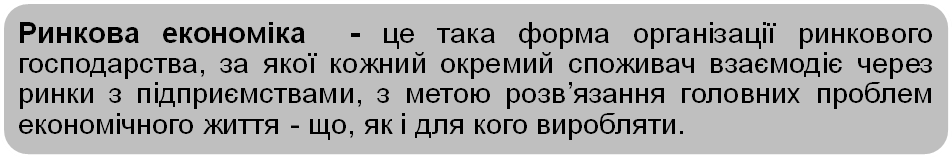 Ринкова економіка - це така форма організації ринкового
господарства, за якої кожний окремий споживач взаємодіє через
ринки з підприємствами, з метою розв’язання головних проблем
економічного життя - що, як і для кого виробляти.